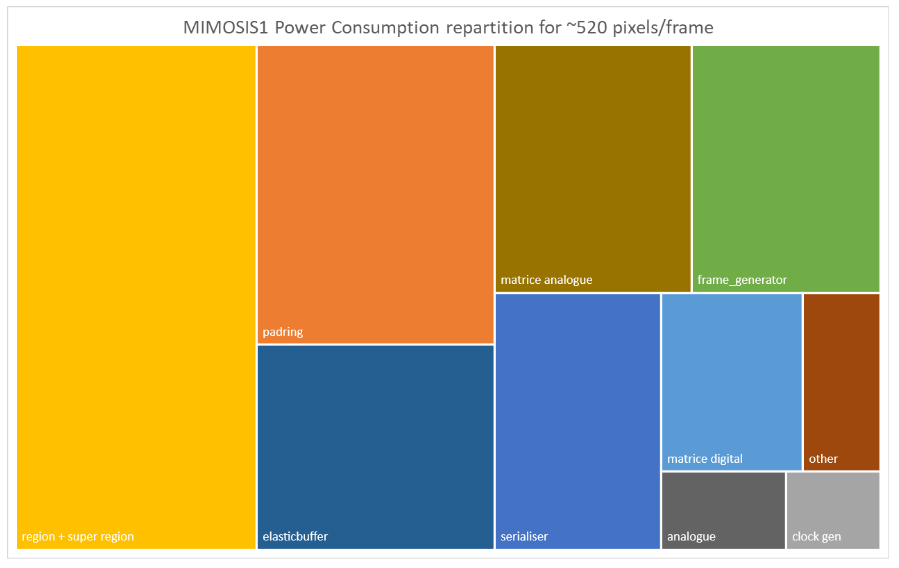 MIMOSIS1 Power Consumption repartition for ~520 pixels/frame
region + super region
padring
elasticbuffer
matrice analogue
frame_generator
serialiser
matrice digital
other
analogue
clock gen